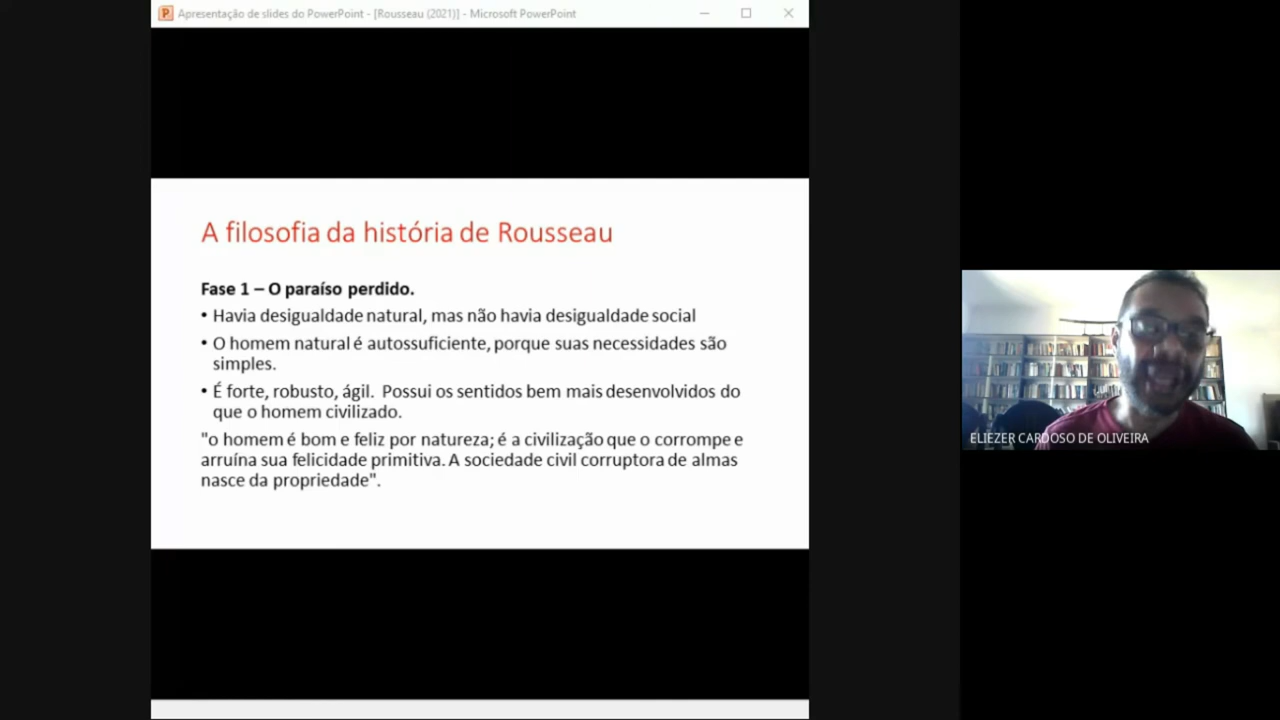 Apresentação de slides do PowerPoint - [Rousseau (2021)] - Microsoft PowerPoint
A filosofia da história de Rousseau
Fase 1 – O paraíso perdido.
• Havia desigualdade natural, mas não havia desigualdade social
• O homem natural é autossuficiente, porque suas necessidades são
simples.
• É forte, robusto, ágil. Possui os sentidos bem mais desenvolvidos do
que o homem civilizado.
"o homem é bom e feliz por natureza; é a civilização que o corrompe e
arruína sua felicidade primitiva. A sociedade civil corruptora de almas
nasce da propriedade".
ELIEZER CARDOSO DE OLIVEIRA